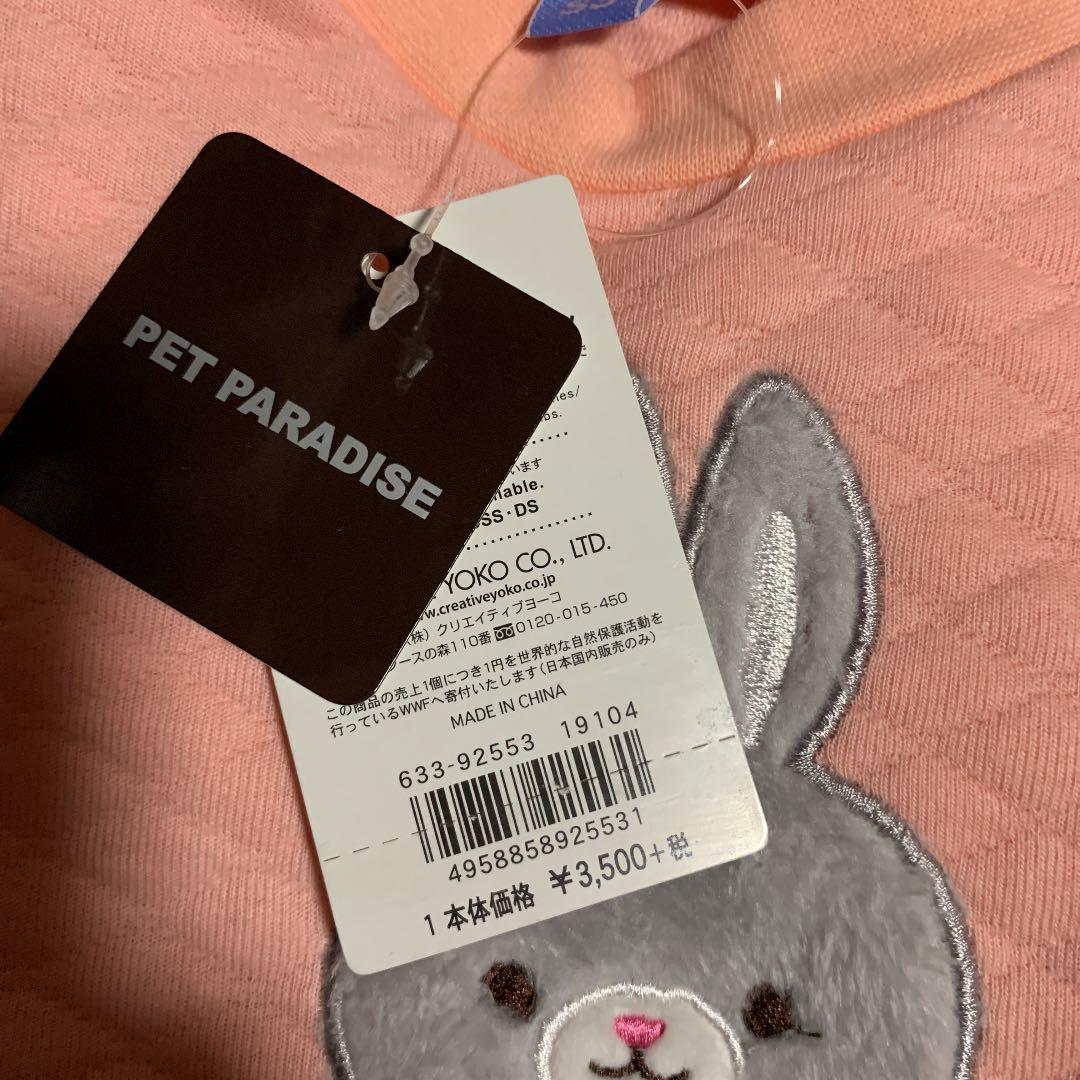 SS
PET PARADISE
います
SS・DS
YOKO CO., LTD.
www.creativeyoko.co.jp
(株) クリエイティブヨーコ
ースの森110番 0120-015-450
この商品の売上1個につき1円を世界的な自然保護活動を
行っているWWFへ寄付いたします(日本国内販売のみ)
MADE IN CHINA
633-92553 19104
4958858925531
1 本体価格 ¥3,500+税